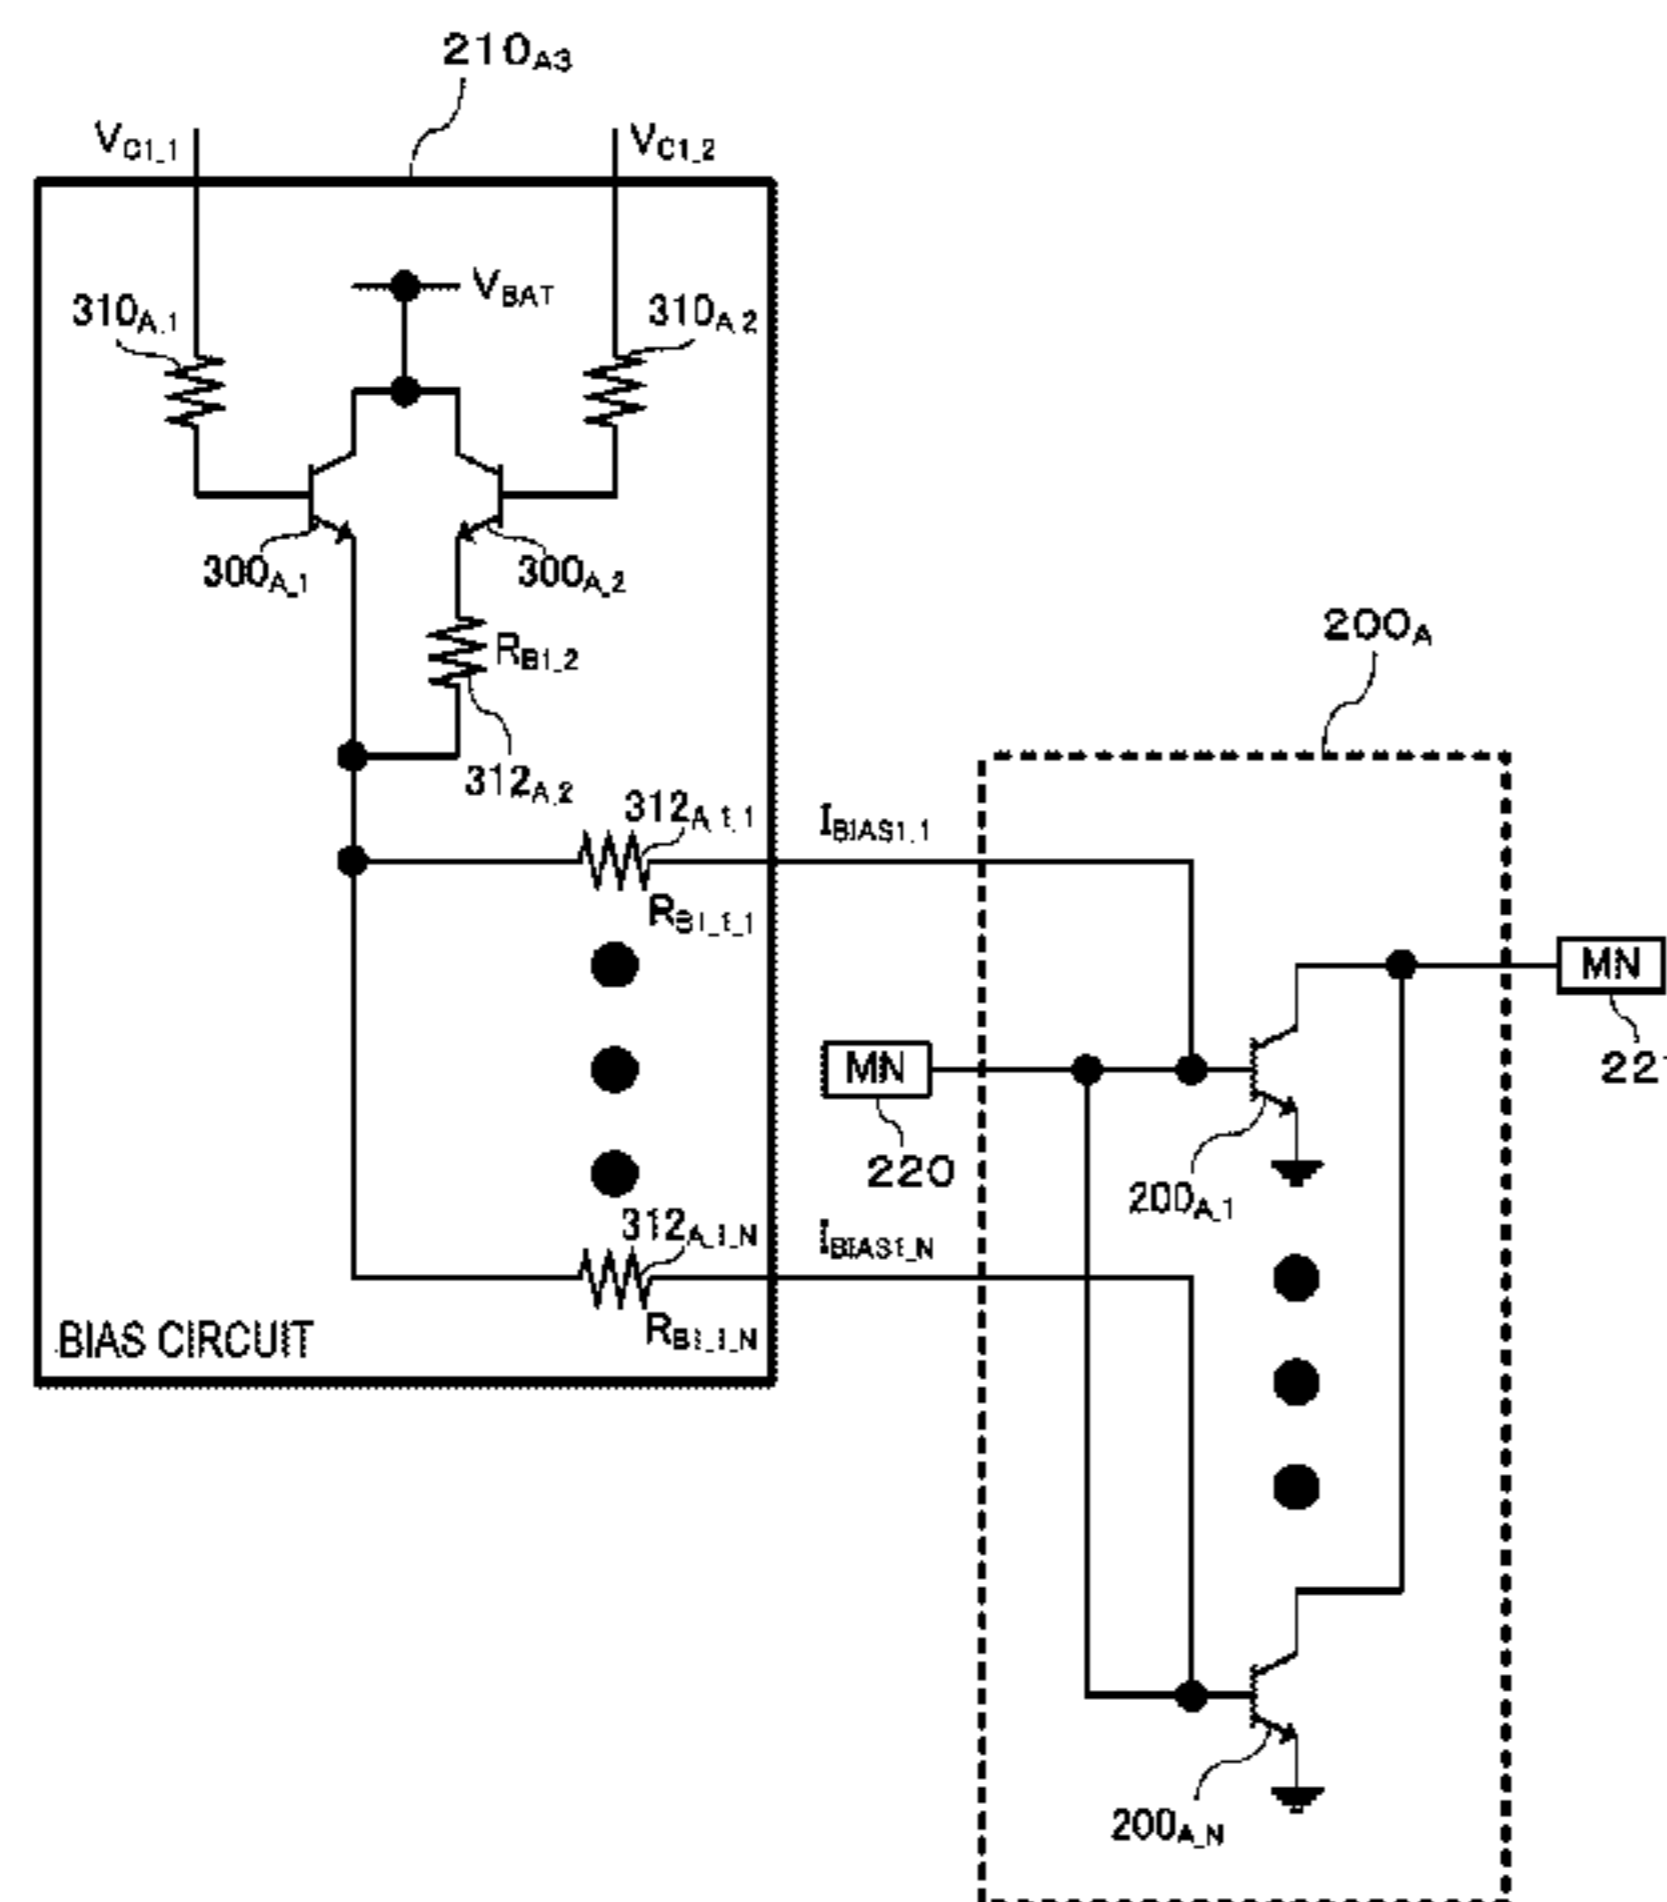 210A3
VC1_1
VC1_2
VBAT
310A_1
310A_2
300A_1
300A_2
RB1_2
200A
312A_2
312A_1_1
IBIAS1_1
RB1_1_1
MN
MN
220
200A_1
312A_1_N
IBIAS1_N
RB1_1_N
BIAS CIRCUIT
200A_N